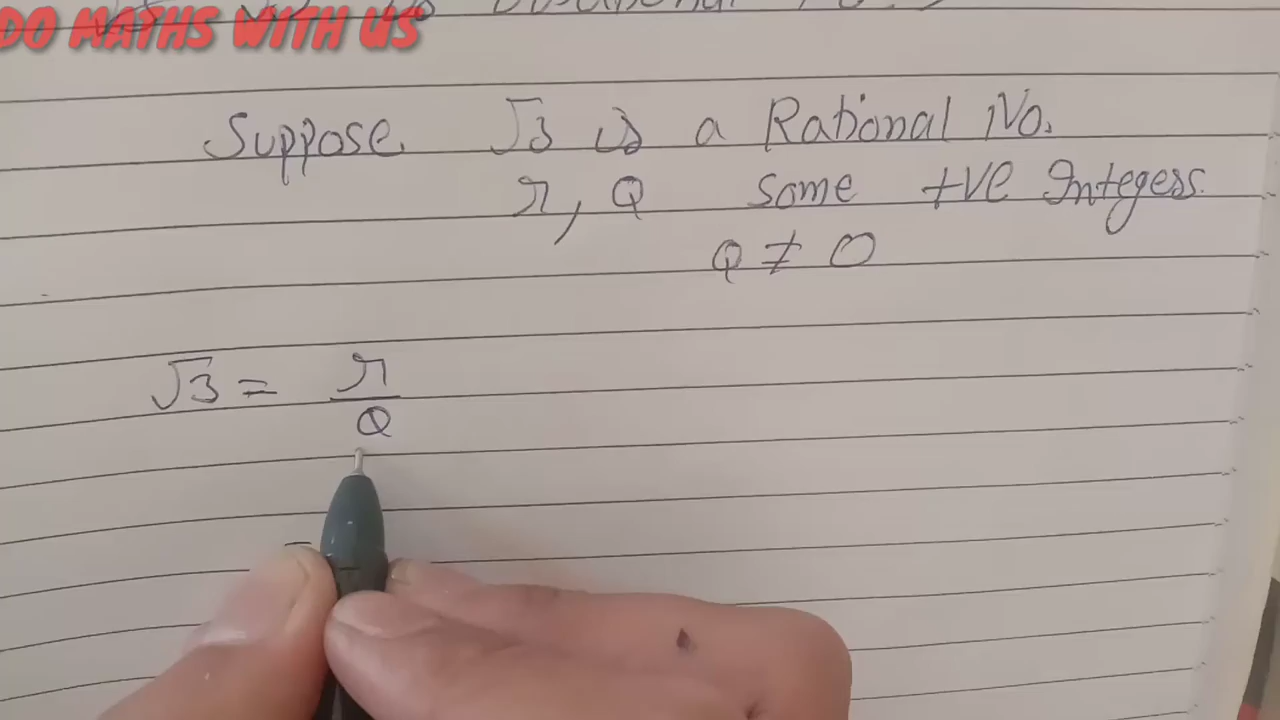 DO MATHS WITH US
Suppose. √3 is a Rational No.
r, Q some +ve Integers.
Q ≠ 0
√3 = r/Q